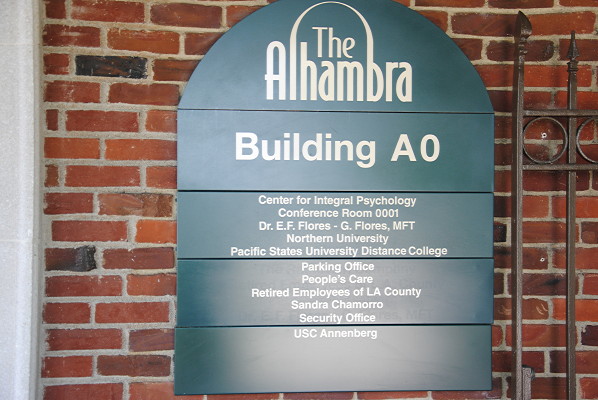 The
Alhambra
Building A0
Center for Integral Psychology
Conference Room 0001
Dr. E.F. Flores - G. Flores, MFT
Northern University
Pacific States University Distance College
Parking Office
People's Care
Retired Employees of LA County
Sandra Chamorro
Security Office
USC Annenberg